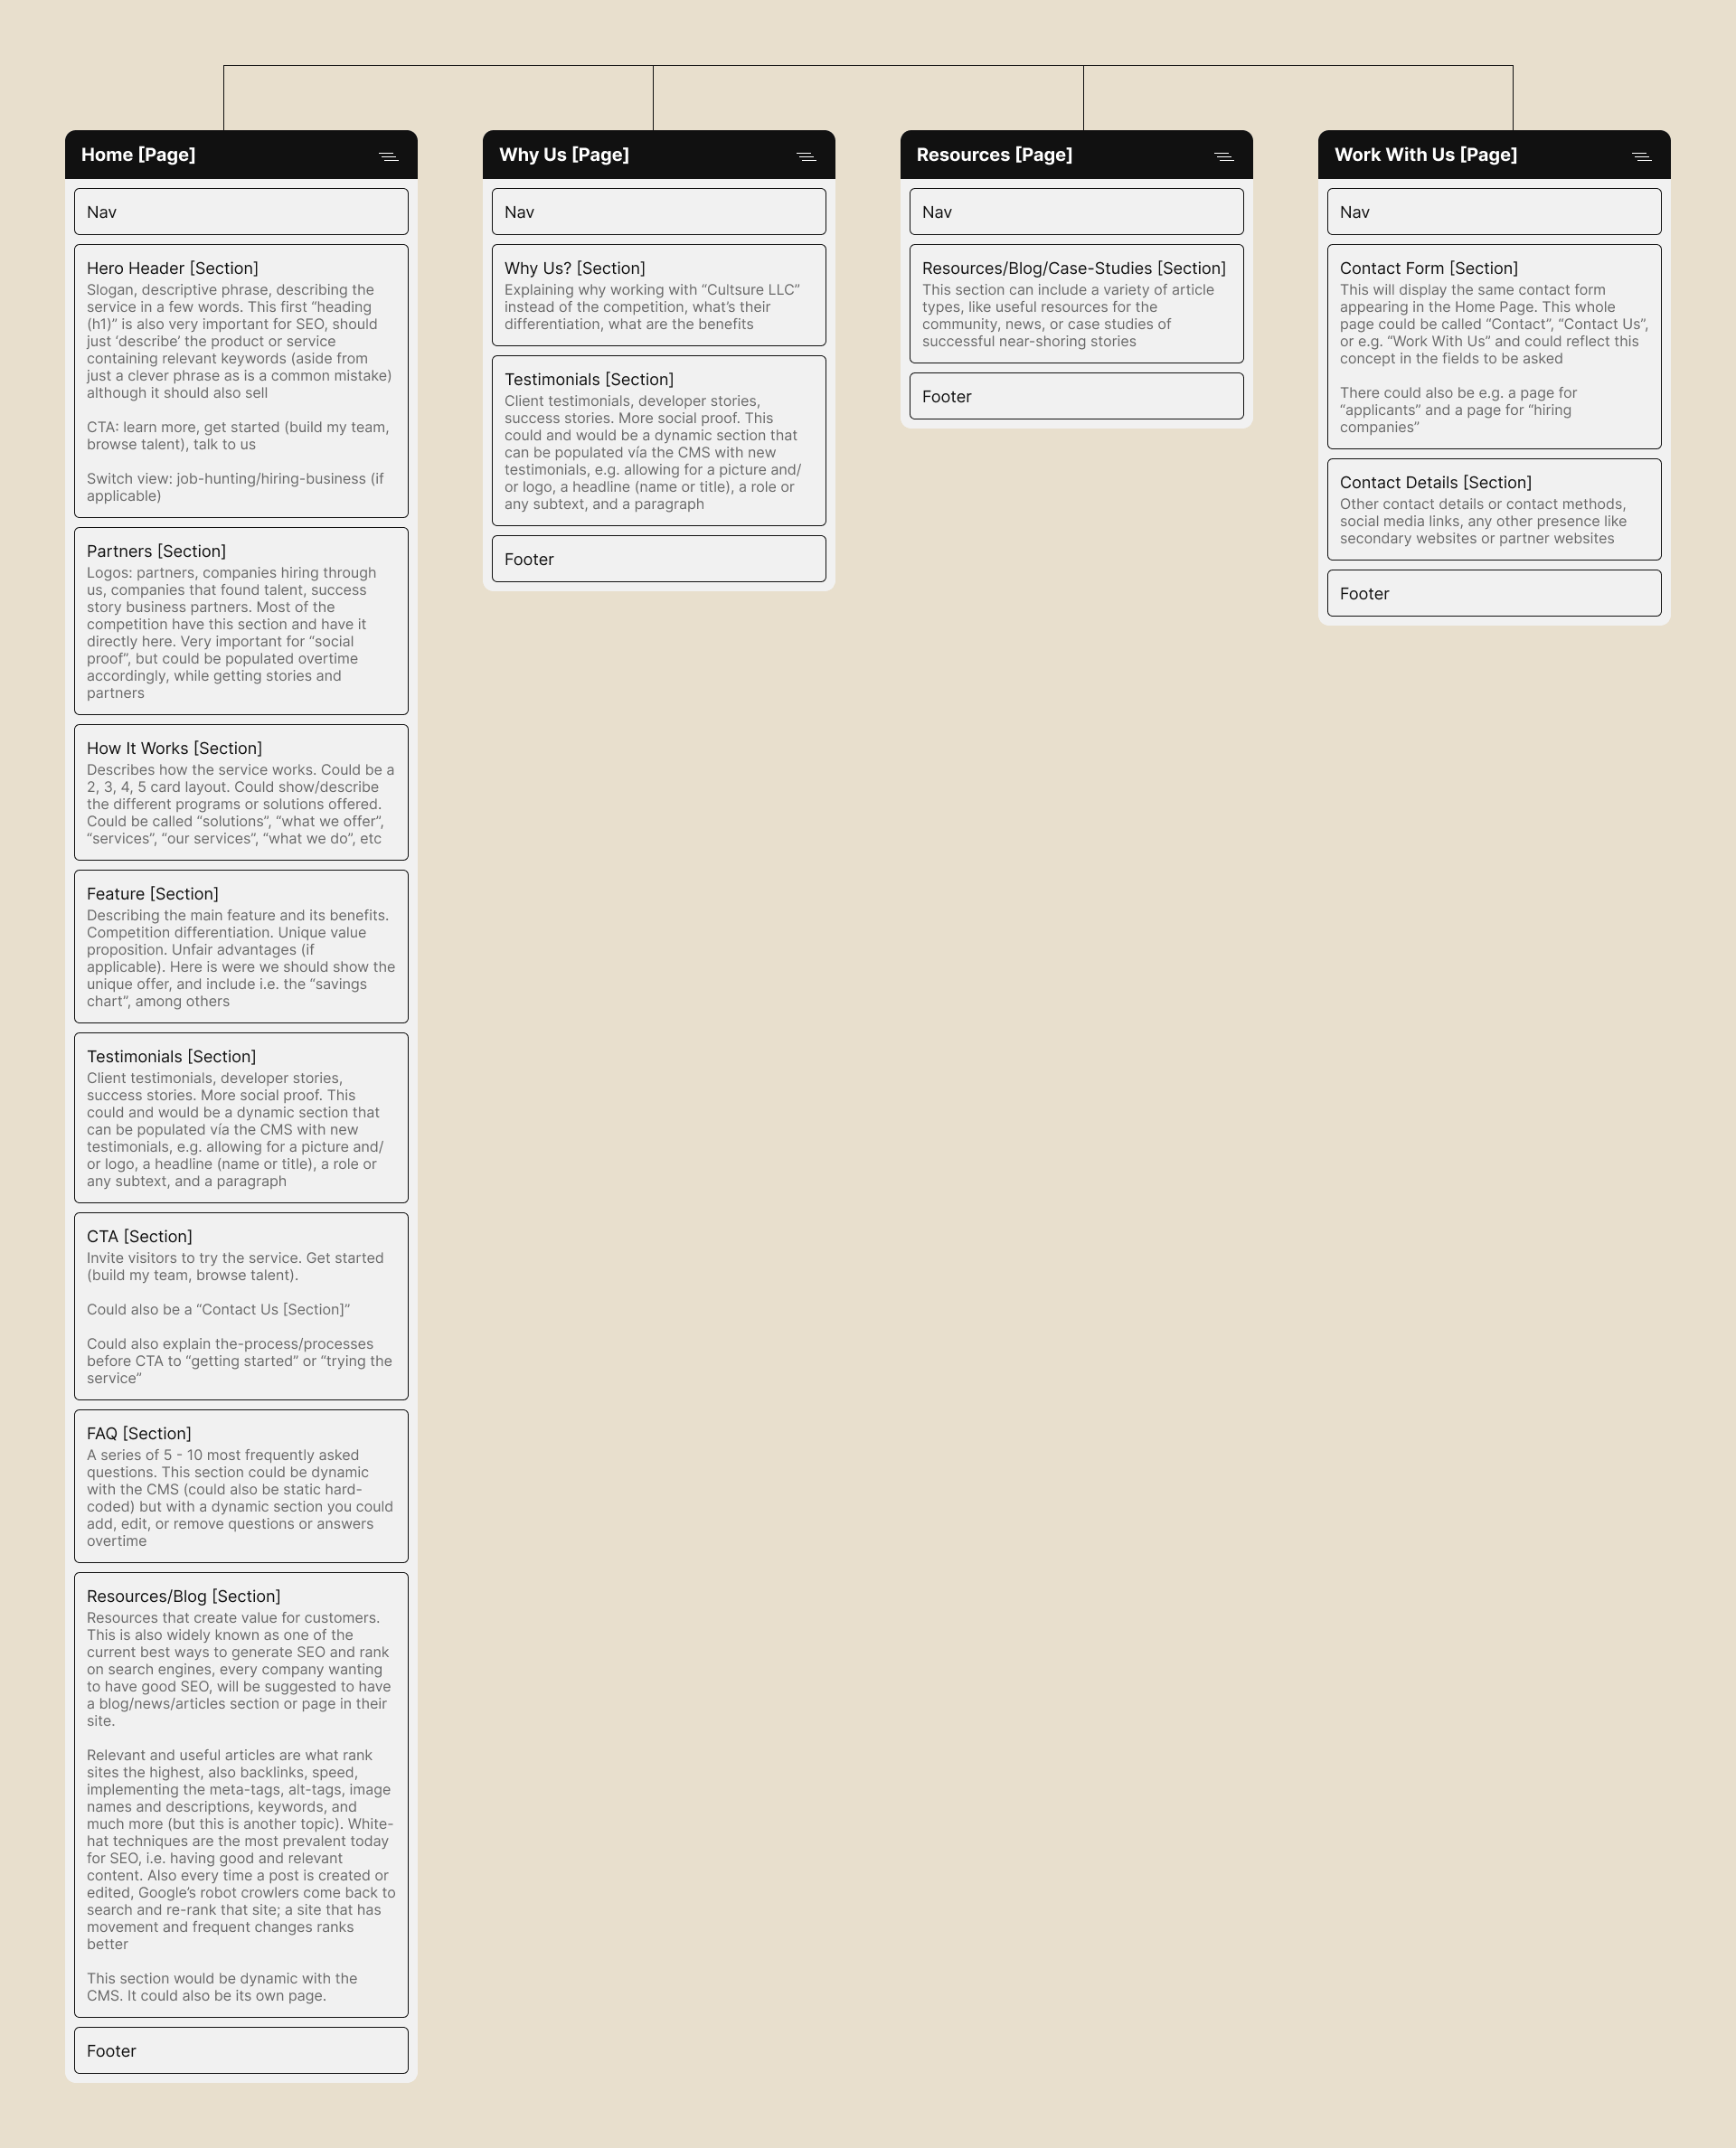 Home [Page]
Nav
Hero Header [Section]
Slogan, descriptive phrase, describing the
service in a few words. This first “heading
(h1)” is also very important for SEO, should
just ‘describe’ the product or service
containing relevant keywords (aside from
just a clever phrase as is a common mistake)
although it should also sell
CTA: learn more, get started (build my team,
browse talent), talk to us
Switch view: job-hunting/hiring-business (if
applicable)
Partners [Section]
Logos: partners, companies hiring through
us, companies that found talent, success
story business partners. Most of the
competition have this section and have it
directly here. Very important for “social
proof”, but could be populated overtime
accordingly, while getting stories and
partners
How It Works [Section]
Describes how the service works. Could be a
2, 3, 4, 5 card layout. Could show/describe
the different programs or solutions offered.
Could be called “solutions”, “what we offer”,
“services”, “our services”, “what we do”, etc
Feature [Section]
Describing the main feature and its benefits.
Competition differentiation. Unique value
proposition. Unfair advantages (if
applicable). Here is were we should show the
unique offer, and include i.e. the “savings
chart”, among others
Testimonials [Section]
Client testimonials, developer stories,
success stories. More social proof. This
could and would be a dynamic section that
can be populated vía the CMS with new
testimonials, e.g. allowing for a picture and/
or logo, a headline (name or title), a role or
any subtext, and a paragraph
CTA [Section]
Invite visitors to try the service. Get started
(build my team, browse talent).
Could also be a “Contact Us [Section]”
Could also explain the-process/processes
before CTA to “getting started” or “trying the
service”
FAQ [Section]
A series of 5 - 10 most frequently asked
questions. This section could be dynamic
with the CMS (could also be static hard-
coded) but with a dynamic section you could
add, edit, or remove questions or answers
overtime
Resources/Blog [Section]
Resources that create value for customers.
This is also widely known as one of the
current best ways to generate SEO and rank
on search engines, every company wanting
to have good SEO, will be suggested to have
a blog/news/articles section or page in their
site.
Relevant and useful articles are what rank
sites the highest, also backlinks, speed,
implementing the meta-tags, alt-tags, image
names and descriptions, keywords, and
much more (but this is another topic). White-
hat techniques are the most prevalent today
for SEO, i.e. having good and relevant
content. Also every time a post is created or
edited, Google’s robot crowlers come back to
search and re-rank that site; a site that has
movement and frequent changes ranks
better
This section would be dynamic with the
CMS. It could also be its own page.
Footer
Why Us [Page]
Nav
Why Us? [Section]
Explaining why working with “Cultsure LLC”
instead of the competition, what’s their
differentiation, what are the benefits
Testimonials [Section]
Client testimonials, developer stories,
success stories. More social proof. This
could and would be a dynamic section that
can be populated vía the CMS with new
testimonials, e.g. allowing for a picture and/
or logo, a headline (name or title), a role or
any subtext, and a paragraph
Footer
Resources [Page]
Nav
Resources/Blog/Case-Studies [Section]
This section can include a variety of article
types, like useful resources for the
community, news, or case studies of
successful near-shoring stories
Footer
Work With Us [Page]
Nav
Contact Form [Section]
This will display the same contact form
appearing in the Home Page. This whole
page could be called “Contact”, “Contact Us”,
or e.g. “Work With Us” and could reflect this
concept in the fields to be asked
There could also be e.g. a page for
“applicants” and a page for “hiring
companies”
Contact Details [Section]
Other contact details or contact methods,
social media links, any other presence like
secondary websites or partner websites
Footer